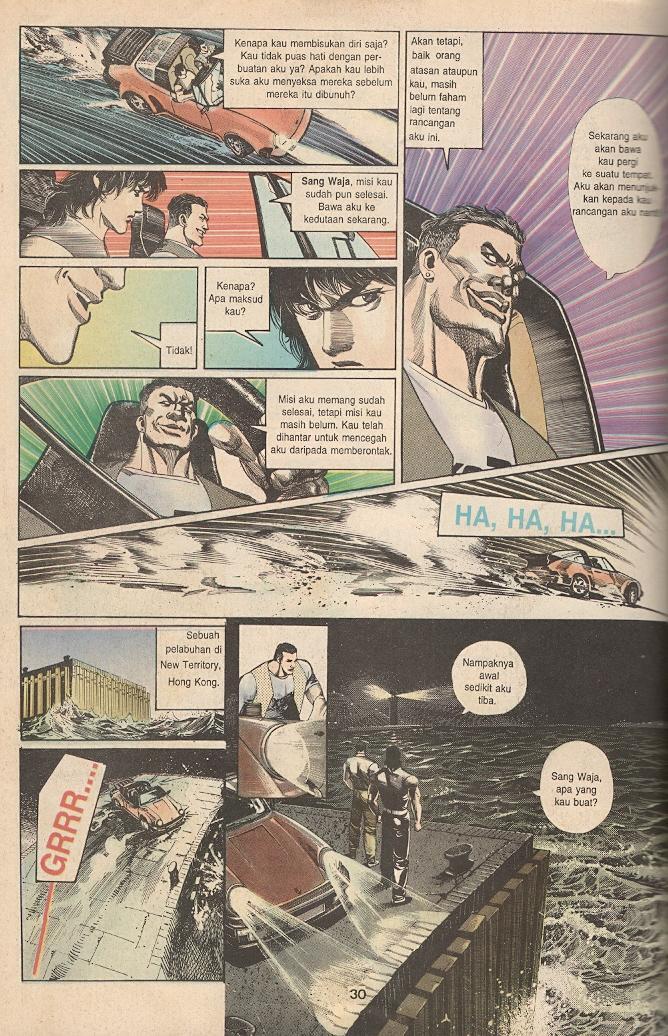 Kenapa kau membisukan diri saja?
Kau tidak puas hati dengan per-
buatan aku ya? Apakah kau lebih
suka aku menyeksa mereka sebelum
mereka itu dibunuh?
Akan tetapi,
baik orang
atasan ataupun
kau, masih
belum faham
lagi tentang
rancangan
aku ini.
Sekarang aku
akan bawa
kau pergi
ke suatu tempat.
Aku akan menunjuk-
kan kepada kau
rancangan aku
Sang Waja, misi kau
sudah pun selesai.
Bawa aku ke
kedutaan sekarang.
Tidak!
Kenapa?
Apa maksud
kau?
Misi aku memang sudah
selesai, tetapi misi kau
masih belum. Kau telah
dihantar untuk mencegah
aku daripada memberontak.
HA, HA, HA...
Sebuah
pelabuhan di
New Territory,
Hong Kong.
GRRR....
Nampaknya
awal
sedikit aku
tiba.
Sang Waja,
apa yang
kau buat?
30